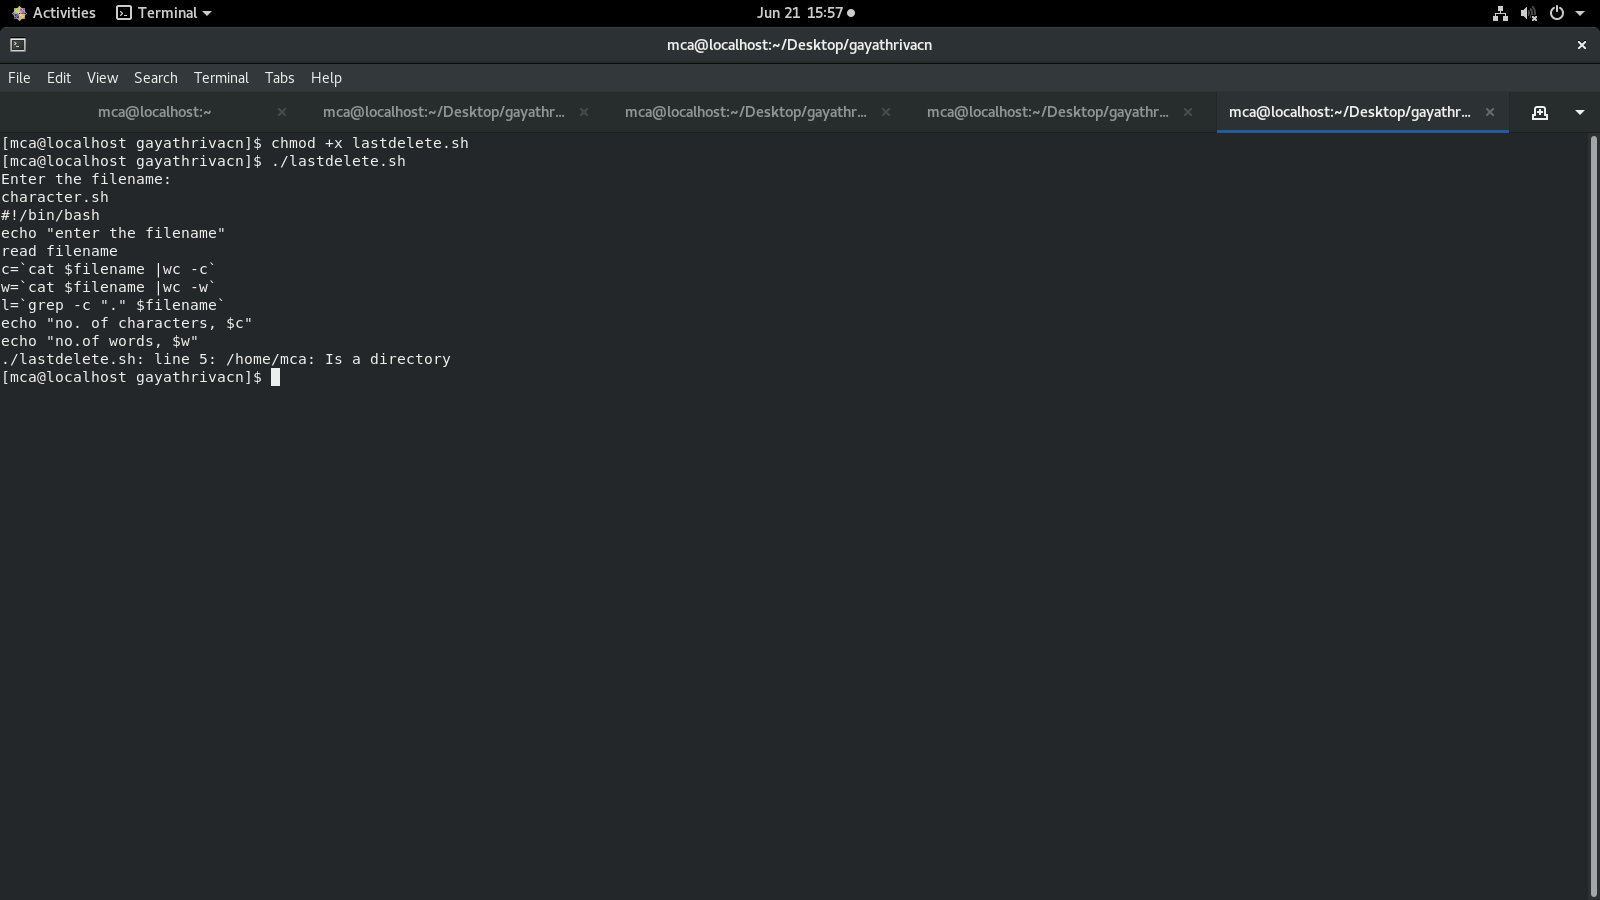 Activities Terminal Jun 21 15:57
mca@localhost:~/Desktop/gayathrivacn
File Edit View Search Terminal Tabs Help
mca@localhost:~ mca@localhost:~/Desktop/gayathr... mca@localhost:~/Desktop/gayathr... mca@localhost:~/Desktop/gayathr... mca@localhost:~/Desktop/gayathr...
[mca@localhost gayathrivacn]$ chmod +x lastdelete.sh
[mca@localhost gayathrivacn]$ ./lastdelete.sh
Enter the filename:
character.sh
#!/bin/bash
echo "enter the filename"
read filename
c=`cat $filename |wc -c`
w=`cat $filename |wc -w`
l=`grep -c "." $filename`
echo "no. of characters, $c"
echo "no.of words, $w"
./lastdelete.sh: line 5: /home/mca: Is a directory
[mca@localhost gayathrivacn]$